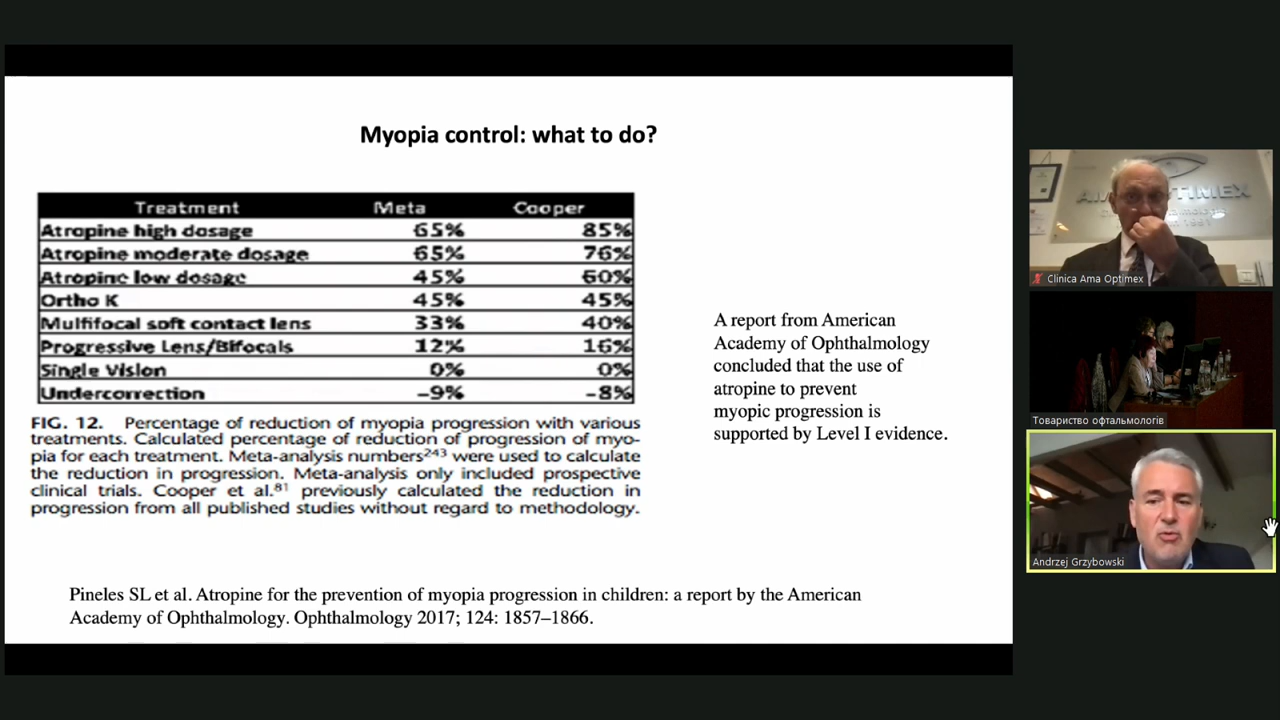 Myopia control: what to do?
Treatment Meta Cooper
Atropine high dosage 65% 85%
Atropine moderate dosage 65% 76%
Atropine low dosage 45% 60%
Ortho K 45% 45%
Multifocal soft contact lens 33% 40%
Progressive Lens/Bifocals 12% 16%
Single Vision 0% 0%
Undercorrection −9% −8%
FIG. 12. Percentage of reduction of myopia progression with various
treatments. Calculated percentage of reduction of progression of myo-
pia for each treatment. Meta-analysis numbers243 were used to calculate
the reduction in progression. Meta-analysis only included prospective
clinical trials. Cooper et al.81 previously calculated the reduction in
progression from all published studies without regard to methodology.
A report from American
Academy of Ophthalmology
concluded that the use of
atropine to prevent
myopic progression is
supported by Level I evidence.
Pineles SL et al. Atropine for the prevention of myopia progression in children: a report by the American
Academy of Ophthalmology. Ophthalmology 2017; 124: 1857–1866.
Clinica Ama Optimex
Товариство офтальмологів
Andrzej Grzybowski